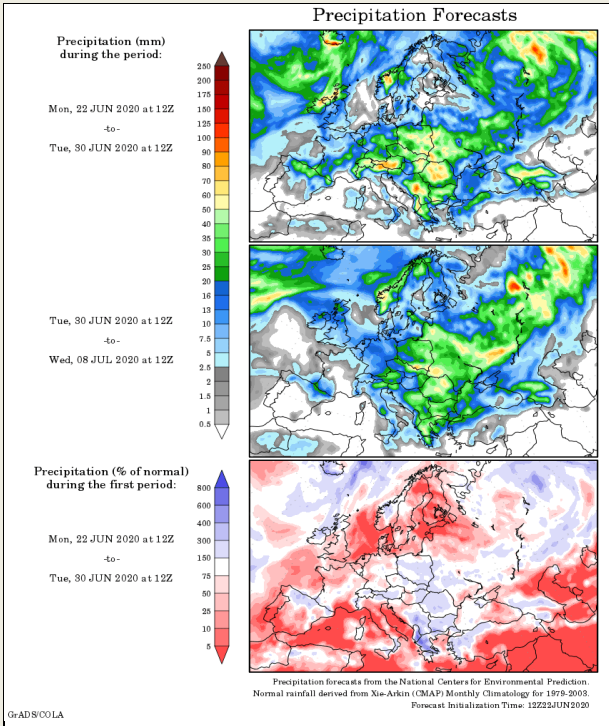 Precipitation Forecasts
Precipitation (mm)
during the period:
Mon, 22 JUN 2020 at 12Z
-to-
Tue, 30 JUN 2020 at 12Z
250
200
175
150
125
100
90
80
70
60
50
40
35
30
25
20
16
13
10
7.5
5
2.5
2
1.5
1
0.5
Tue, 30 JUN 2020 at 12Z
-to-
Wed, 08 JUL 2020 at 12Z
Precipitation (% of normal)
during the first period:
Mon, 22 JUN 2020 at 12Z
-to-
Tue, 30 JUN 2020 at 12Z
800
600
400
300
150
75
50
25
10
5
Precipitation forecasts from the National Centers for Environmental Prediction.
Normal rainfall derived from Xie-Arkin (CMAP) Monthly Climatology for 1979-2003.
Forecast Initialization Time: 12Z22JUN2020
GrADS/COLA